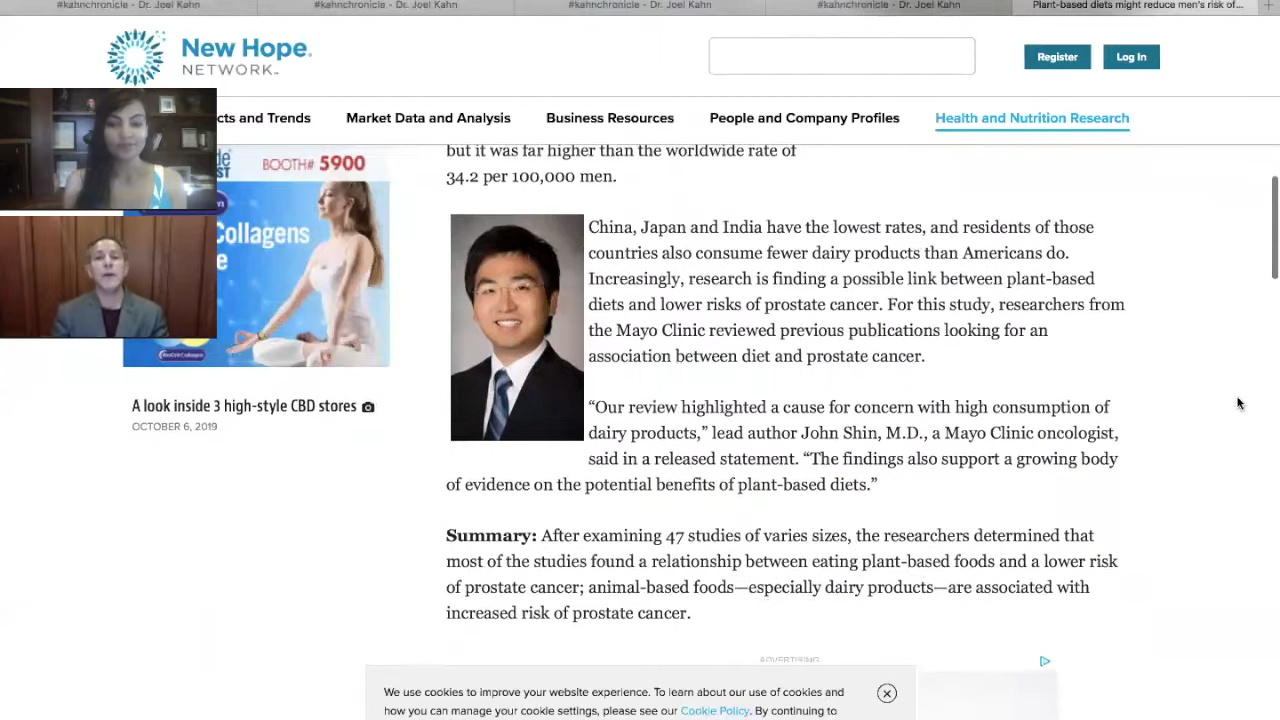 #kahnchronicle - Dr. Joel Kahn
#kahnchronicle - Dr. Joel Kahn
#kahnchronicle - Dr. Joel Kahn
#kahnchronicle - Dr. Joel Kahn
Plant-based diets might reduce men's risk of...
New Hope
NETWORK
Register
Log In
cts and Trends
Market Data and Analysis
Business Resources
People and Company Profiles
Health and Nutrition Research
BOOTH# 5900
Collagens
but it was far higher than the worldwide rate of
34.2 per 100,000 men.
China, Japan and India have the lowest rates, and residents of those
countries also consume fewer dairy products than Americans do.
Increasingly, research is finding a possible link between plant-based
diets and lower risks of prostate cancer. For this study, researchers from
the Mayo Clinic reviewed previous publications looking for an
association between diet and prostate cancer.
“Our review highlighted a cause for concern with high consumption of
dairy products,” lead author John Shin, M.D., a Mayo Clinic oncologist,
said in a released statement. “The findings also support a growing body
of evidence on the potential benefits of plant-based diets.”
Summary: After examining 47 studies of varies sizes, the researchers determined that
most of the studies found a relationship between eating plant-based foods and a lower risk
of prostate cancer; animal-based foods—especially dairy products—are associated with
increased risk of prostate cancer.
A look inside 3 high-style CBD stores
OCTOBER 6, 2019
ADVERTISING
We use cookies to improve your website experience. To learn about our use of cookies and
how you can manage your cookie settings, please see our Cookie Policy. By continuing to